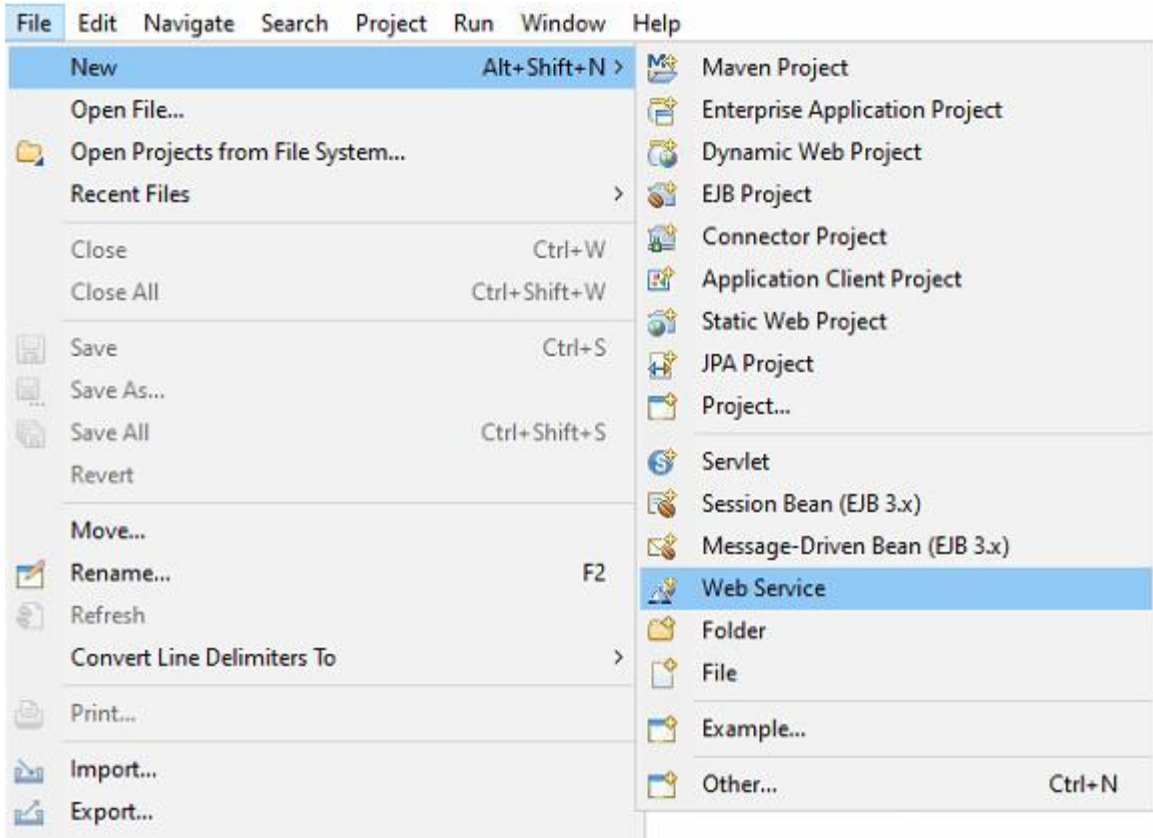 File Edit Navigate Search Project Run Window Help
New Alt+Shift+N >
Open File...
Open Projects from File System...
Recent Files >
Close Ctrl+W
Close All Ctrl+Shift+W
Save Ctrl+S
Save As...
Save All Ctrl+Shift+S
Revert
Move...
Rename... F2
Refresh
Convert Line Delimiters To >
Print...
Import...
Export...
Maven Project
Enterprise Application Project
Dynamic Web Project
EJB Project
Connector Project
Application Client Project
Static Web Project
JPA Project
Project...
Servlet
Session Bean (EJB 3.x)
Message-Driven Bean (EJB 3.x)
Web Service
Folder
File
Example...
Other... Ctrl+N